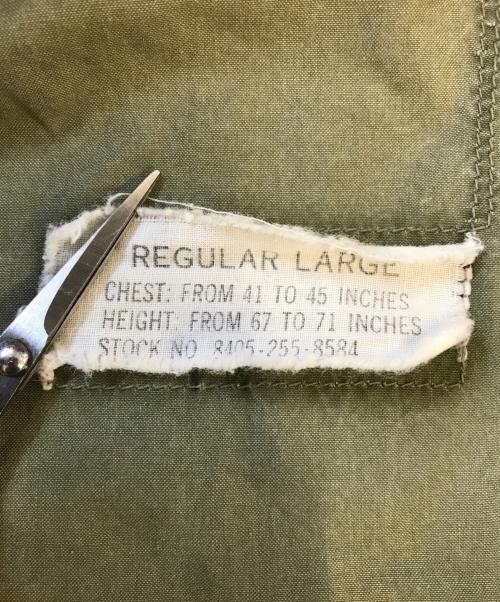 REGULAR LARGE
CHEST: FROM 41 TO 45 INCHES
HEIGHT: FROM 67 TO 71 INCHES
STOCK NO 8405-255-8584